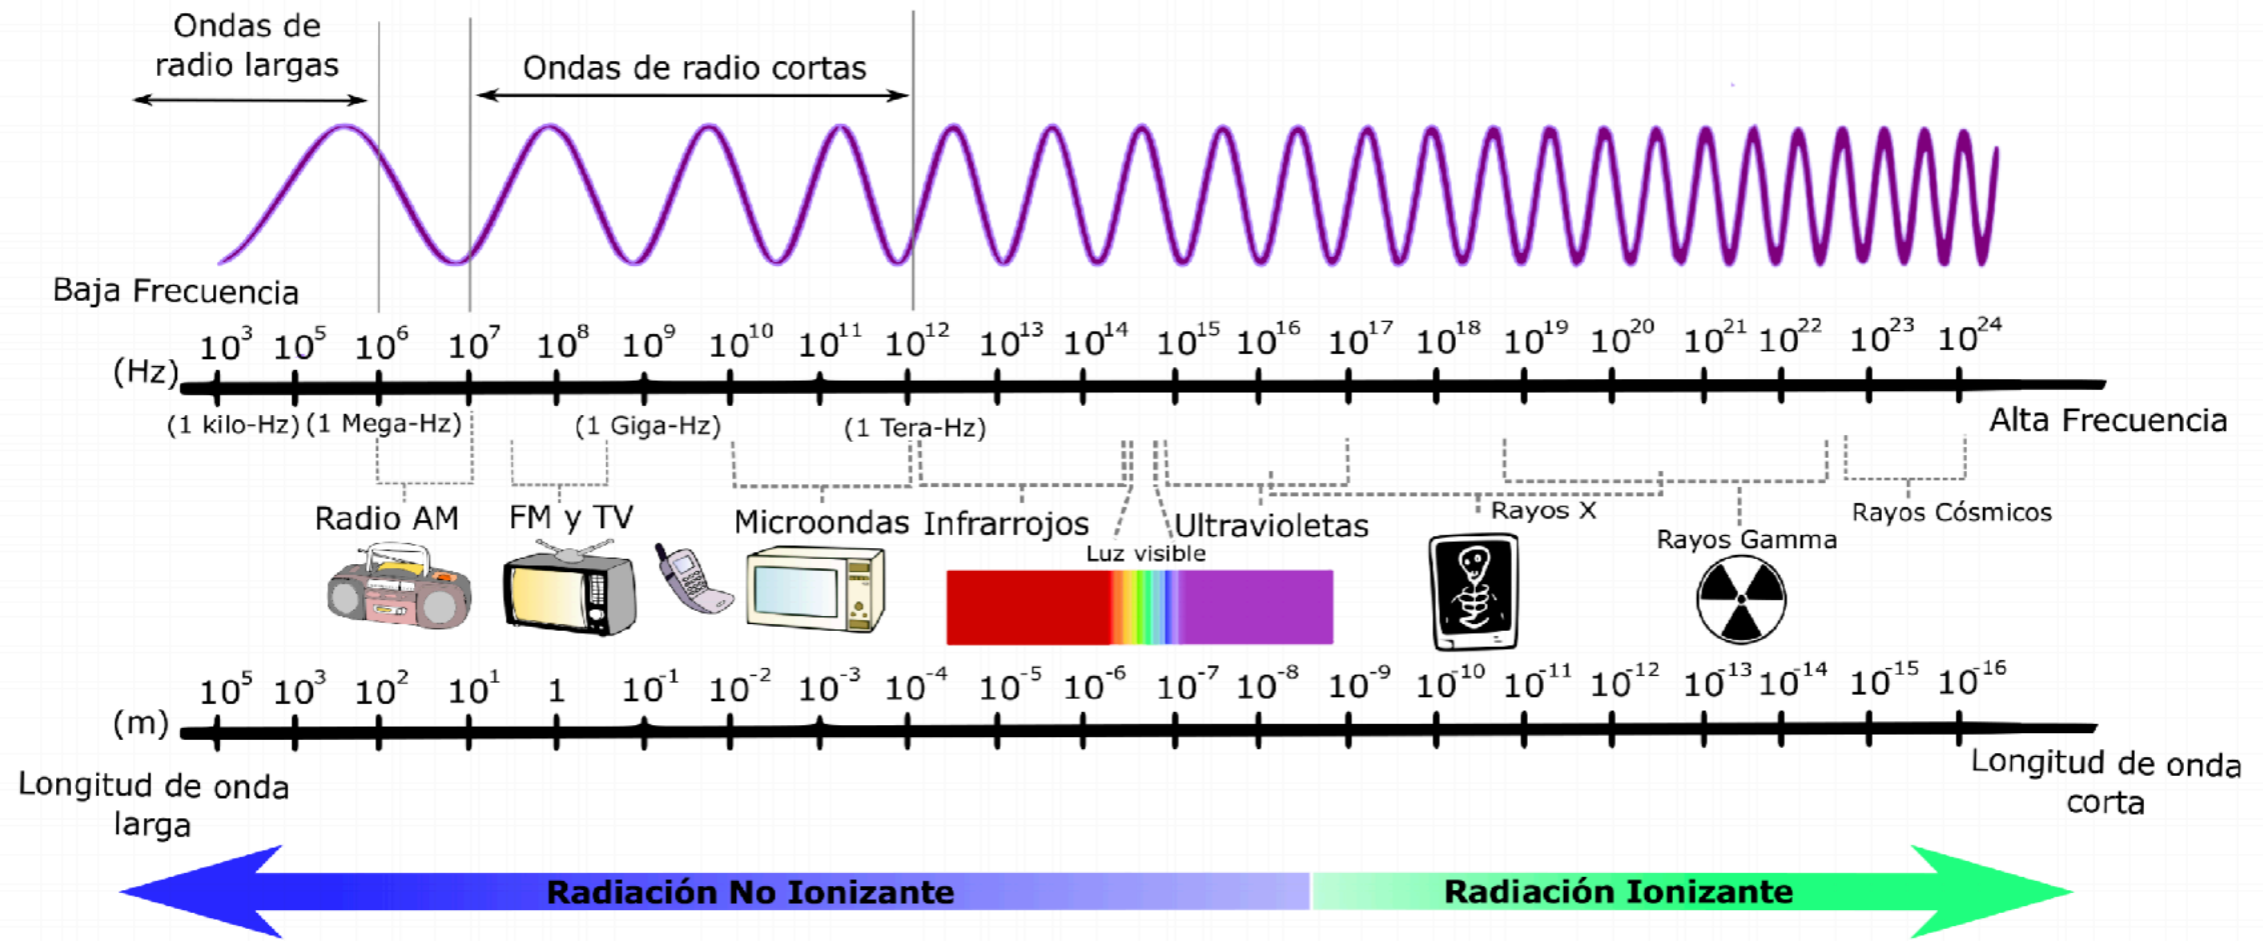 Ondas de
radio largas
Ondas de radio cortas
Baja Frecuencia
10³ 10⁵ 10⁶ 10⁷ 10⁸ 10⁹ 10¹⁰ 10¹¹ 10¹² 10¹³ 10¹⁴ 10¹⁵ 10¹⁶ 10¹⁷ 10¹⁸ 10¹⁹ 10²⁰ 10²¹ 10²² 10²³ 10²⁴
(Hz)
(1 kilo-Hz) (1 Mega-Hz) (1 Giga-Hz) (1 Tera-Hz)
Alta Frecuencia
Radio AM
FM y TV
Microondas
Infrarrojos
Luz visible
Ultravioletas
Rayos X
Rayos Gamma
Rayos Cósmicos
10⁵ 10³ 10² 10¹ 1 10⁻¹ 10⁻² 10⁻³ 10⁻⁴ 10⁻⁵ 10⁻⁶ 10⁻⁷ 10⁻⁸ 10⁻⁹ 10⁻¹⁰ 10⁻¹¹ 10⁻¹² 10⁻¹³ 10⁻¹⁴ 10⁻¹⁵ 10⁻¹⁶
(m)
Longitud de onda
larga
Longitud de onda
corta
Radiación No Ionizante
Radiación Ionizante